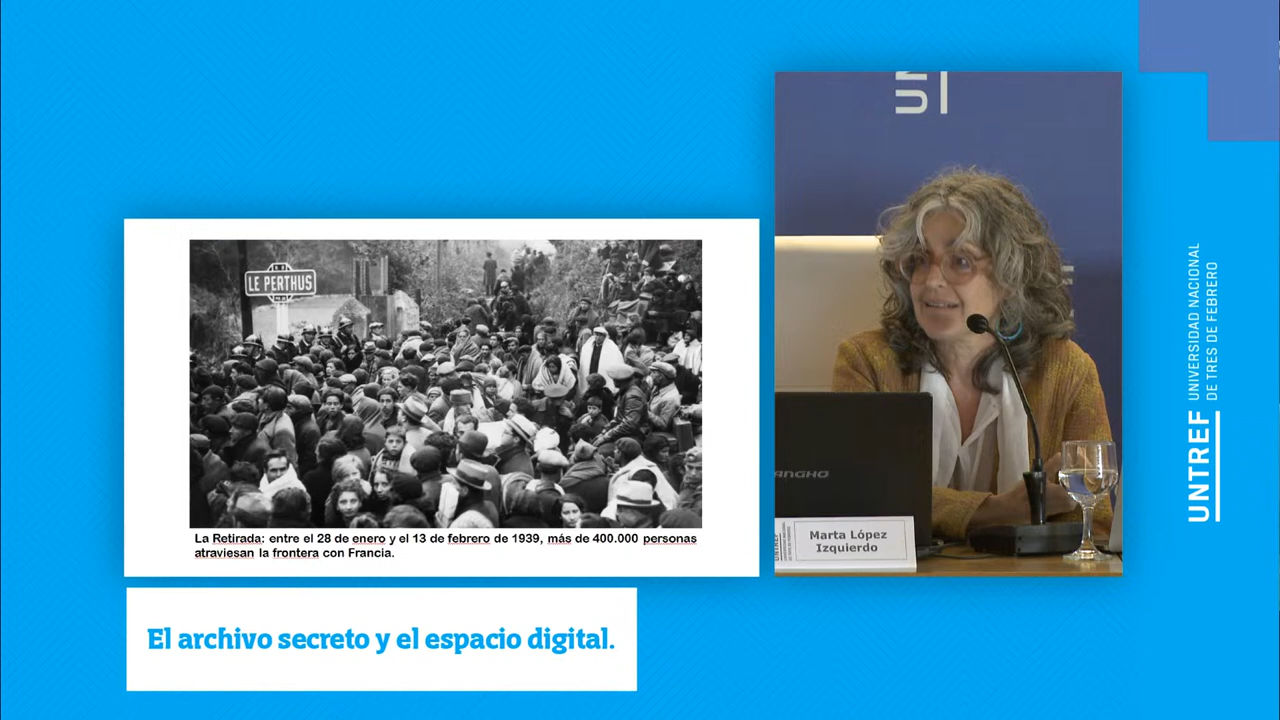 LE PERTHUS
La Retirada: entre el 28 de enero y el 13 de febrero de 1939, más de 400.000 personas
atraviesan la frontera con Francia.
El archivo secreto y el espacio digital.
UN
Marta López
Izquierdo
UNTREF
UNIVERSIDAD NACIONAL
DE TRES DE FEBRERO